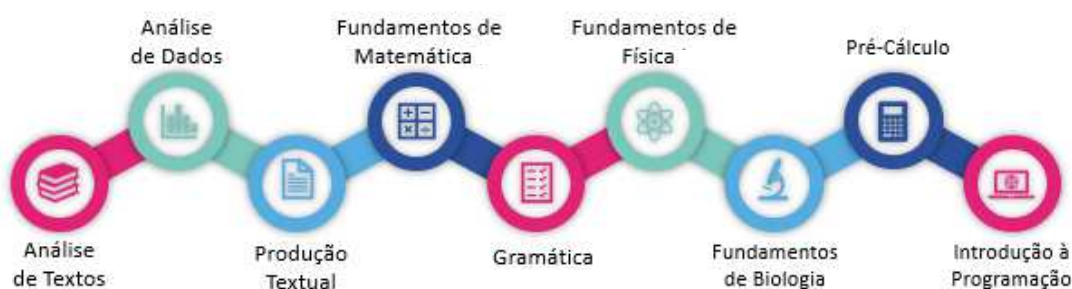 Análise
de Dados
Fundamentos de
Matemática
Fundamentos de
Física
Pré-Cálculo
Análise
de Textos
Produção
Textual
Gramática
Fundamentos
de Biologia
Introdução à
Programação